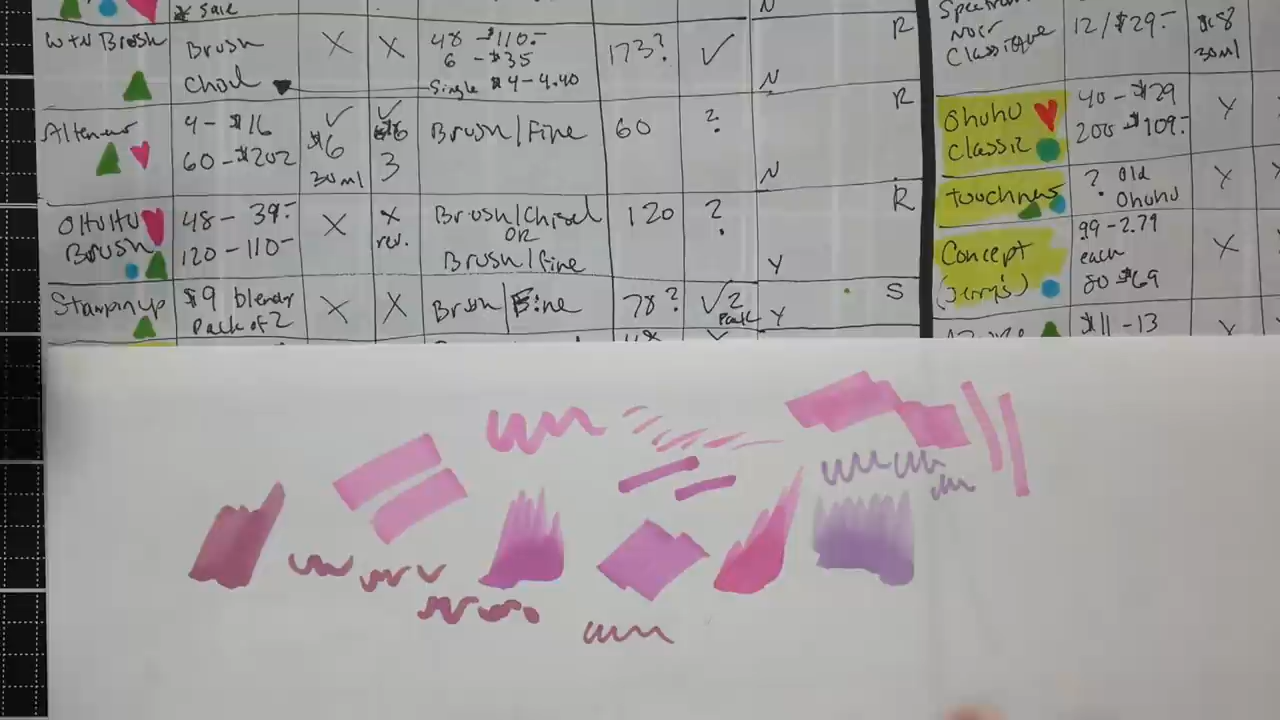 * Sale
N
W+N Brush
Brush
Chisel
X
X
48 - $110.-
6 - $35
Single $4 - 4.40
173?
✓
R
N
Altenew
4 - $16
60 - $202
✓
$6
30ml
✓
$6
3
Brush/Fine
60
?
R
N
OHUHU
Brush
48 - 39.-
120 - 110-
X
X
rev.
Brush/Chisel
OR
Brush/Fine
120
?
R
Y
Stampinup
$9 blender
Pack of 2
X
X
Brush/Fine
78?
✓2
Pack
S
Y
Noir
Classique
12/$29.-
30ml
Ohuhu
Classic
40 - $29
200 - $109.-
Y
Touchnew
? Old
Ohuhu
Y
Concept
(Jerry's)
99 - 2.79
each
80 $69
Y
$11 - 13
Y